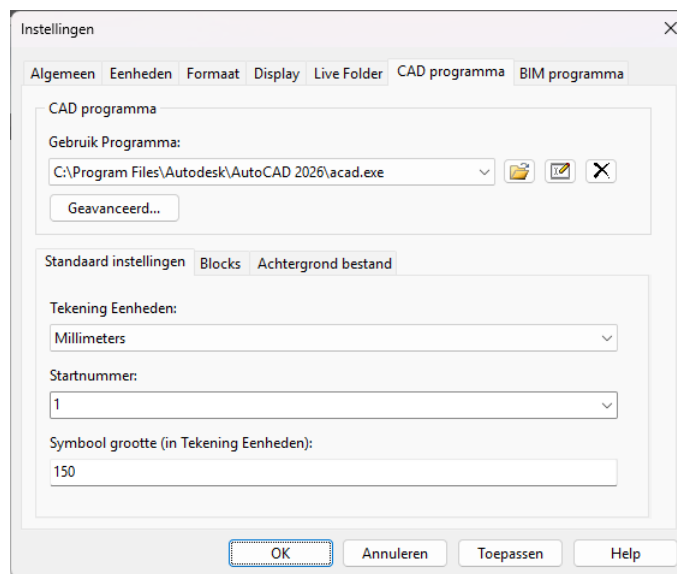 Instellingen
Algemeen Eenheden Formaat Display Live Folder CAD programma BIM programma
CAD programma
Gebruik Programma:
C:\Program Files\Autodesk\AutoCAD 2026\acad.exe
Geavanceerd...
Standaard instellingen Blocks Achtergrond bestand
Tekening Eenheden:
Millimeters
Startnummer:
1
Symbool grootte (in Tekening Eenheden):
150
OK Annuleren Toepassen Help